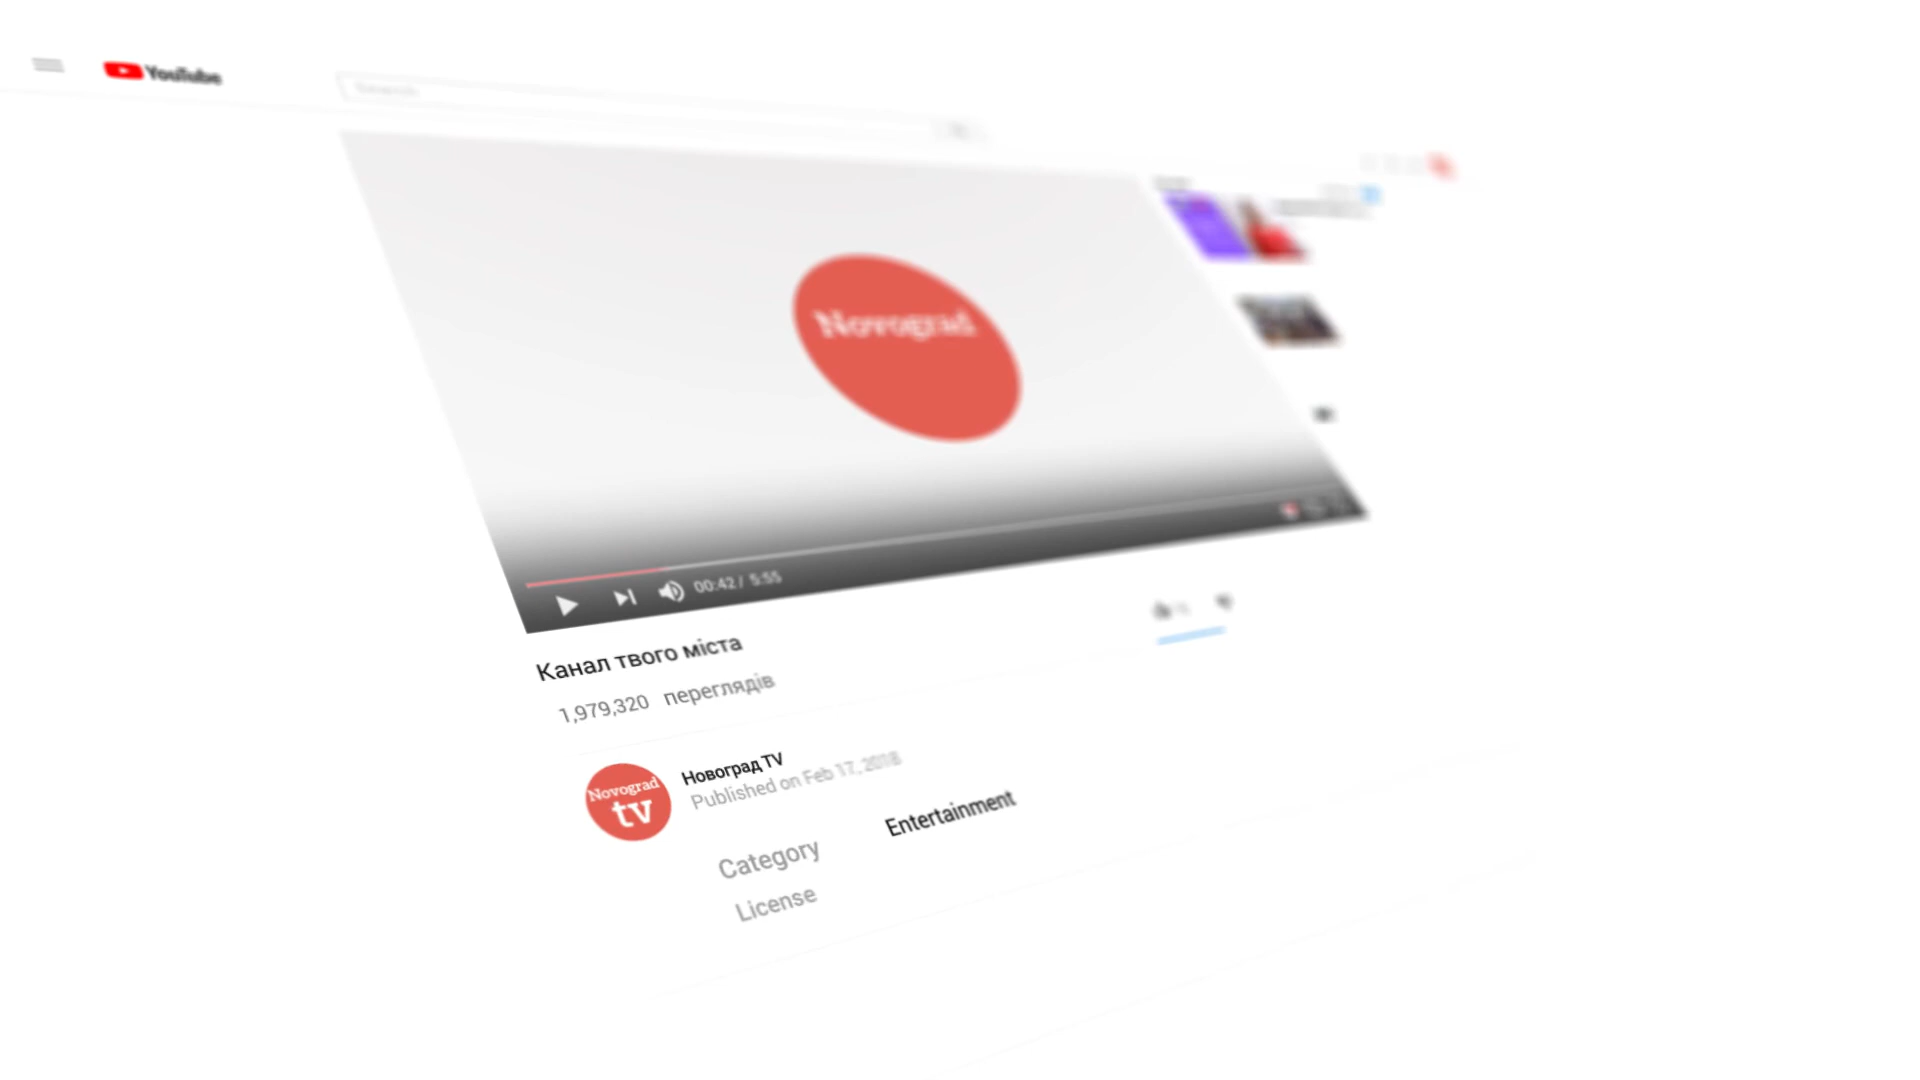 YouTube
Search
Novograd
00:42 / 5:55
Канал твого міста
1,979,320 переглядів
Новоград TV
Published on Feb 17, 2018
Novograd
tv
Category Entertainment
License